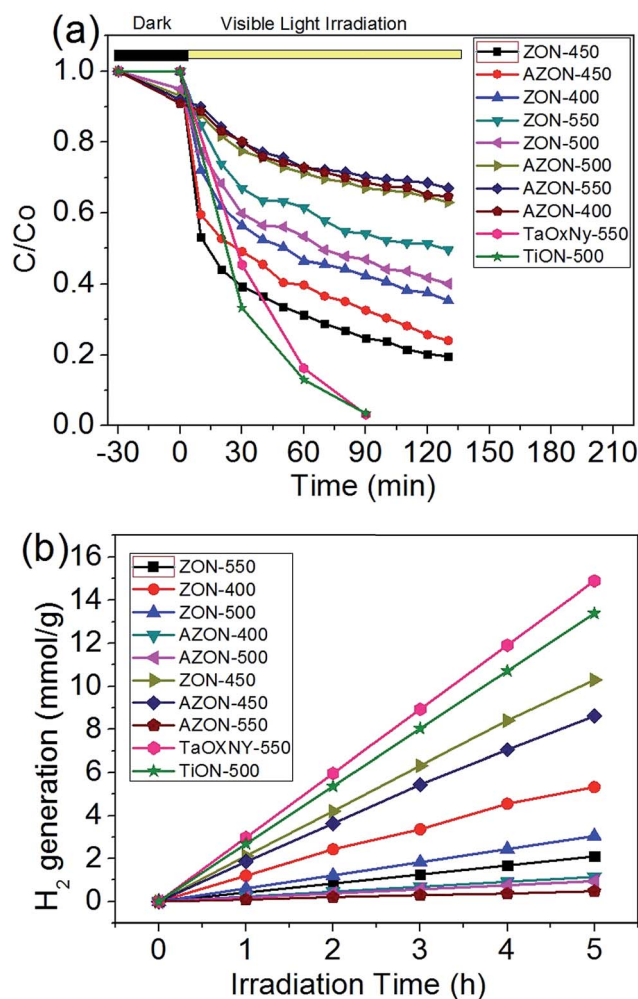 (a)
Dark Visible Light Irradiation
ZON-450
AZON-450
ZON-400
ZON-550
ZON-500
AZON-500
AZON-550
AZON-400
TaOxNy-550
TiON-500
C/Co
1.0
0.8
0.6
0.4
0.2
0.0
-30 0 30 60 90 120 150 180 210
Time (min)
(b)
ZON-550
ZON-400
ZON-500
AZON-400
AZON-500
ZON-450
AZON-450
AZON-550
TaOXNY-550
TiON-500
H2 generation (mmol/g)
16
14
12
10
8
6
4
2
0
0 1 2 3 4 5
Irradiation Time (h)